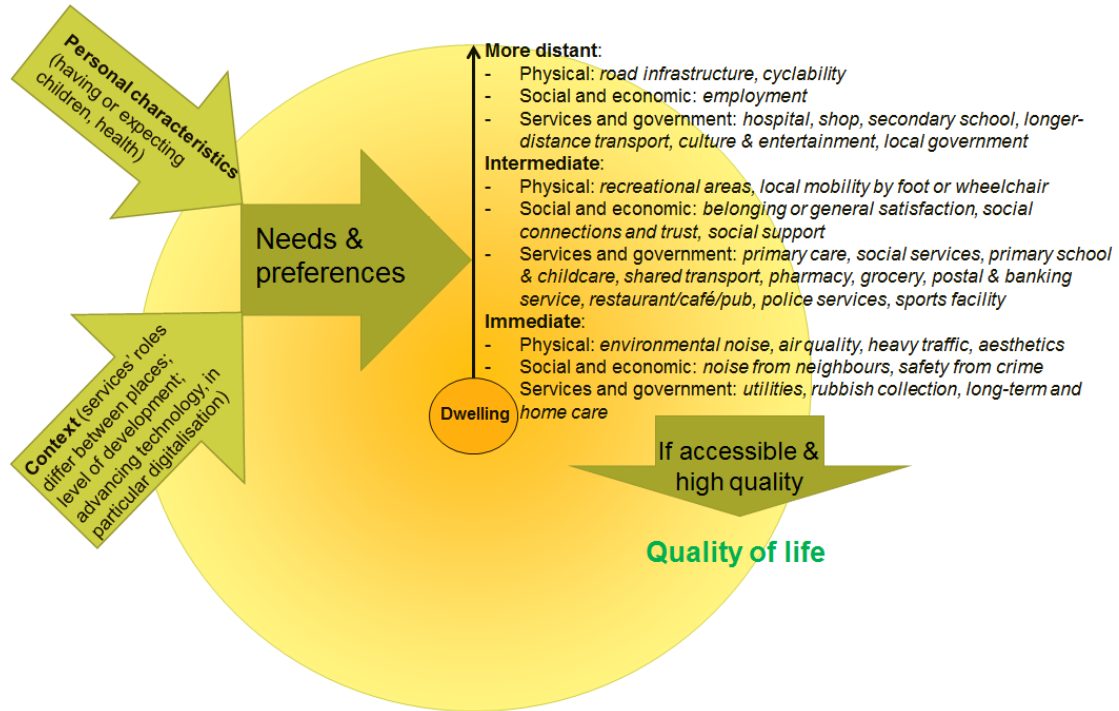 Personal characteristics
(having or expecting
children, health)
Needs &
preferences
Context (services' roles
differ between places;
level of development;
advancing technology, in
particular digitalisation)
More distant:
- Physical: road infrastructure, cyclability
- Social and economic: employment
- Services and government: hospital, shop, secondary school, longer-
distance transport, culture & entertainment, local government
Intermediate:
- Physical: recreational areas, local mobility by foot or wheelchair
- Social and economic: belonging or general satisfaction, social
connections and trust, social support
- Services and government: primary care, social services, primary school
& childcare, shared transport, pharmacy, grocery, postal & banking
service, restaurant/café/pub, police services, sports facility
Immediate:
- Physical: environmental noise, air quality, heavy traffic, aesthetics
- Social and economic: noise from neighbours, safety from crime
- Services and government: utilities, rubbish collection, long-term and
home care
Dwelling
If accessible &
high quality
Quality of life